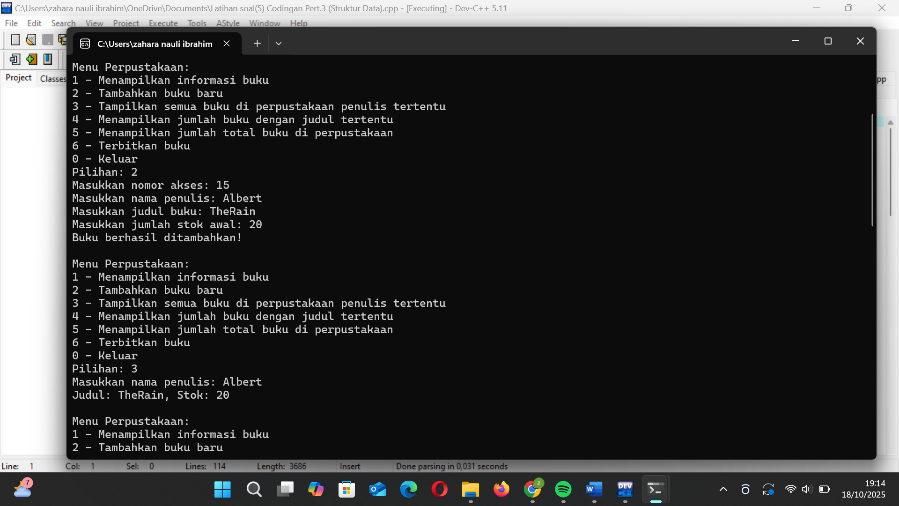 C:\Users\zahara nauli ibrahim\OneDrive\Documents\Latihan soal(5) Codingan Pert.3 (Struktur Data).cpp - [Executing] - Dev-C++ 5.11
File Edit Search View Project Execute Tools AStyle Window Help
C:\Users\zahara nauli ibrahim
Project Classes
Menu Perpustakaan:
1 - Menampilkan informasi buku
2 - Tambahkan buku baru
3 - Tampilkan semua buku di perpustakaan penulis tertentu
4 - Menampilkan jumlah buku dengan judul tertentu
5 - Menampilkan jumlah total buku di perpustakaan
6 - Terbitkan buku
0 - Keluar
Pilihan: 2
Masukkan nomor akses: 15
Masukkan nama penulis: Albert
Masukkan judul buku: TheRain
Masukkan jumlah stok awal: 20
Buku berhasil ditambahkan!
Menu Perpustakaan:
1 - Menampilkan informasi buku
2 - Tambahkan buku baru
3 - Tampilkan semua buku di perpustakaan penulis tertentu
4 - Menampilkan jumlah buku dengan judul tertentu
5 - Menampilkan jumlah total buku di perpustakaan
6 - Terbitkan buku
0 - Keluar
Pilihan: 3
Masukkan nama penulis: Albert
Judul: TheRain, Stok: 20
Menu Perpustakaan:
1 - Menampilkan informasi buku
2 - Tambahkan buku baru
Line: 1 Col: 1 Sel: 0 Lines: 114 Length: 3686 Insert Done parsing in 0,031 seconds
19:14
18/10/2025